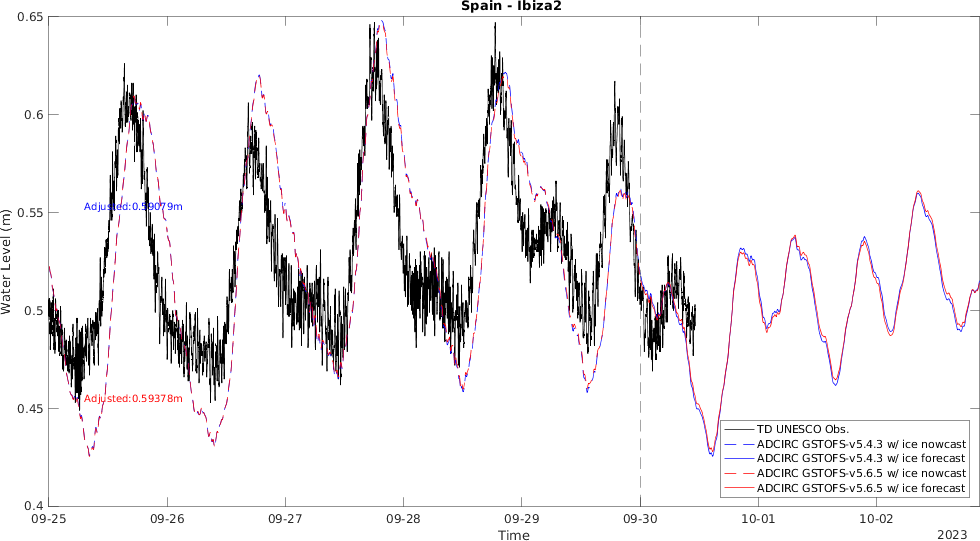 Spain - Ibiza2
0.65
0.6
0.55
0.5
0.45
0.4
Water Level (m)
Adjusted:0.59079m
Adjusted:0.59378m
TD UNESCO Obs.
ADCIRC GSTOFS-v5.4.3 w/ ice nowcast
ADCIRC GSTOFS-v5.4.3 w/ ice forecast
ADCIRC GSTOFS-v5.6.5 w/ ice nowcast
ADCIRC GSTOFS-v5.6.5 w/ ice forecast
09-25 09-26 09-27 09-28 09-29 09-30 10-01 10-02
Time
2023